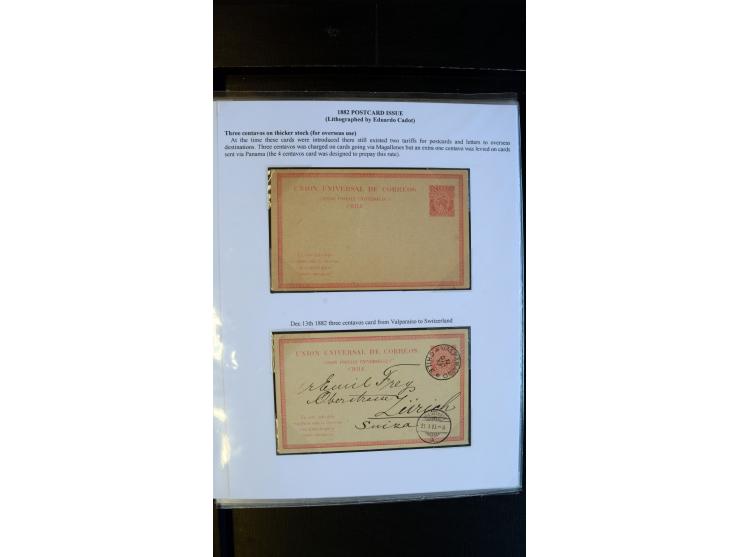 1882 POSTCARD ISSUE
(Lithographed by Eduardo Cadot)
Three centavos on thicker stock (for overseas use)
At the time these cards were introduced there still existed two tariffs for postcards and letters to overseas
destinations. Three centavos was charged on cards going via Magallenes but an extra one centavo was levied on cards
sent via Panama (the 4 centavos card was designed to prepay this rate).
UNION UNIVERSAL DE CORREOS
CHILE
Dec 13th 1882 three centavos card from Valparaiso to Switzerland
UNION UNIVERSAL DE CORREOS
CHILE
VALPARAISO
CHILE
Emil Frey
Zürich
Suiza